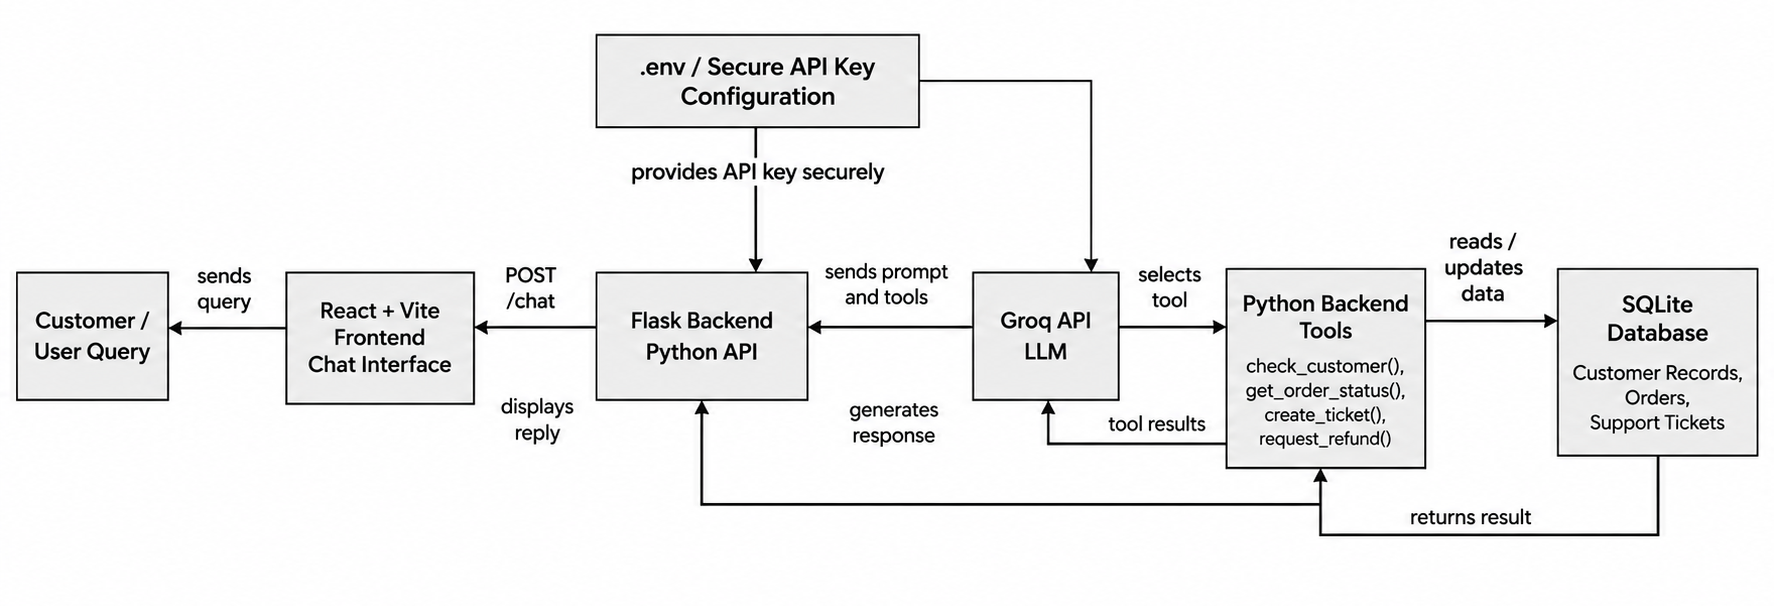 .env / Secure API Key
Configuration
provides API key securely
Customer /
User Query
sends
query
React + Vite
Frontend
Chat Interface
POST
/chat
displays
reply
Flask Backend
Python API
sends prompt
and tools
generates
response
Groq API
LLM
selects
tool
tool results
Python Backend
Tools
check_customer(),
get_order_status(),
create_ticket(),
request_refund()
reads /
updates
data
SQLite
Database
Customer Records,
Orders,
Support Tickets
returns result